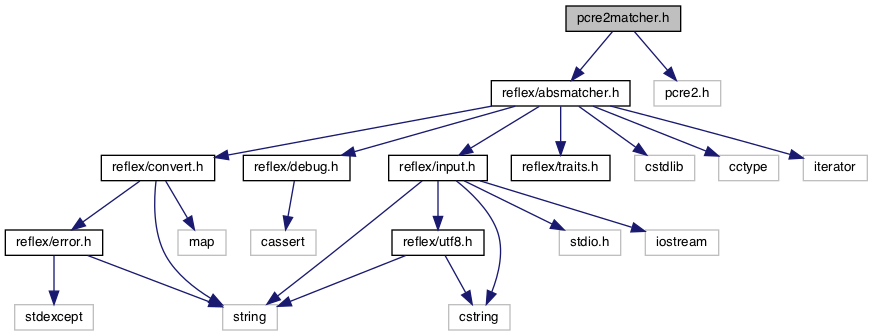 pcre2matcher.h
reflex/absmatcher.h
pcre2.h
reflex/convert.h
reflex/debug.h
reflex/input.h
reflex/traits.h
cstdlib
cctype
iterator
reflex/error.h
map
cassert
reflex/utf8.h
stdio.h
iostream
stdexcept
string
cstring